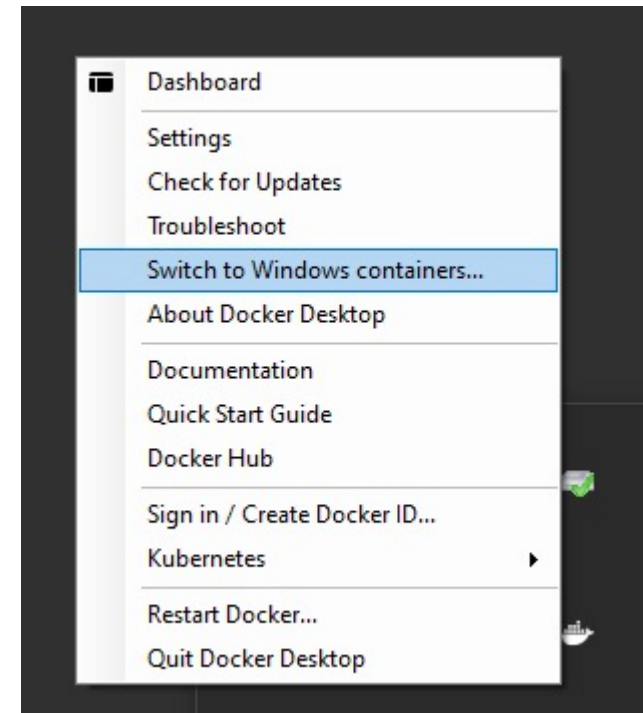 Dashboard
Settings
Check for Updates
Troubleshoot
Switch to Windows containers...
About Docker Desktop
Documentation
Quick Start Guide
Docker Hub
Sign in / Create Docker ID...
Kubernetes
Restart Docker...
Quit Docker Desktop